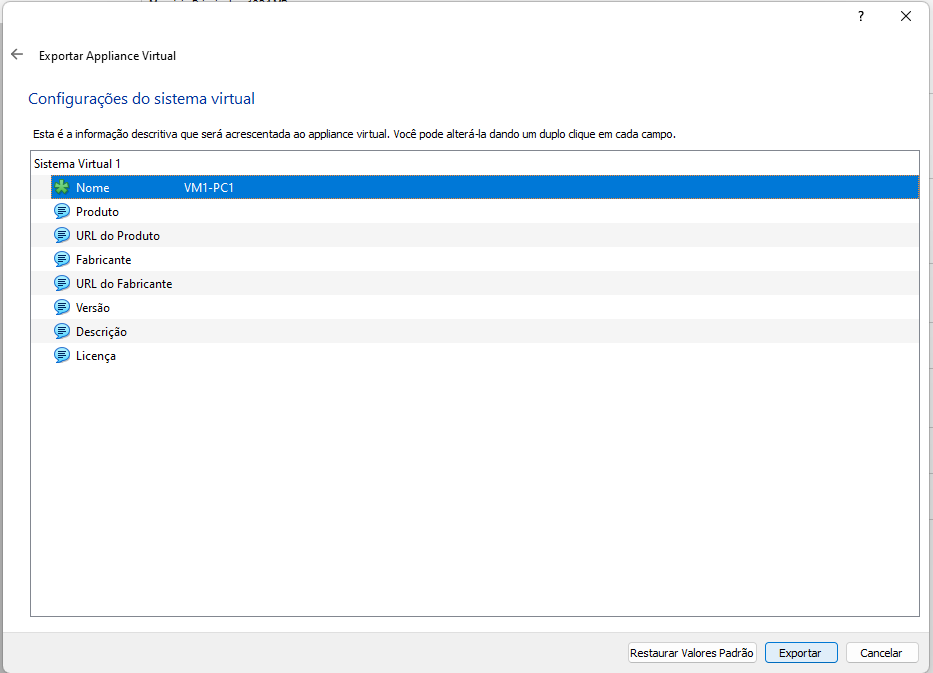 ?
Exportar Appliance Virtual
Configurações do sistema virtual
Esta é a informação descritiva que será acrescentada ao appliance virtual. Você pode alterá-la dando um duplo clique em cada campo.
Sistema Virtual 1
Nome VM1-PC1
Produto
URL do Produto
Fabricante
URL do Fabricante
Versão
Descrição
Licença
Restaurar Valores Padrão Exportar Cancelar